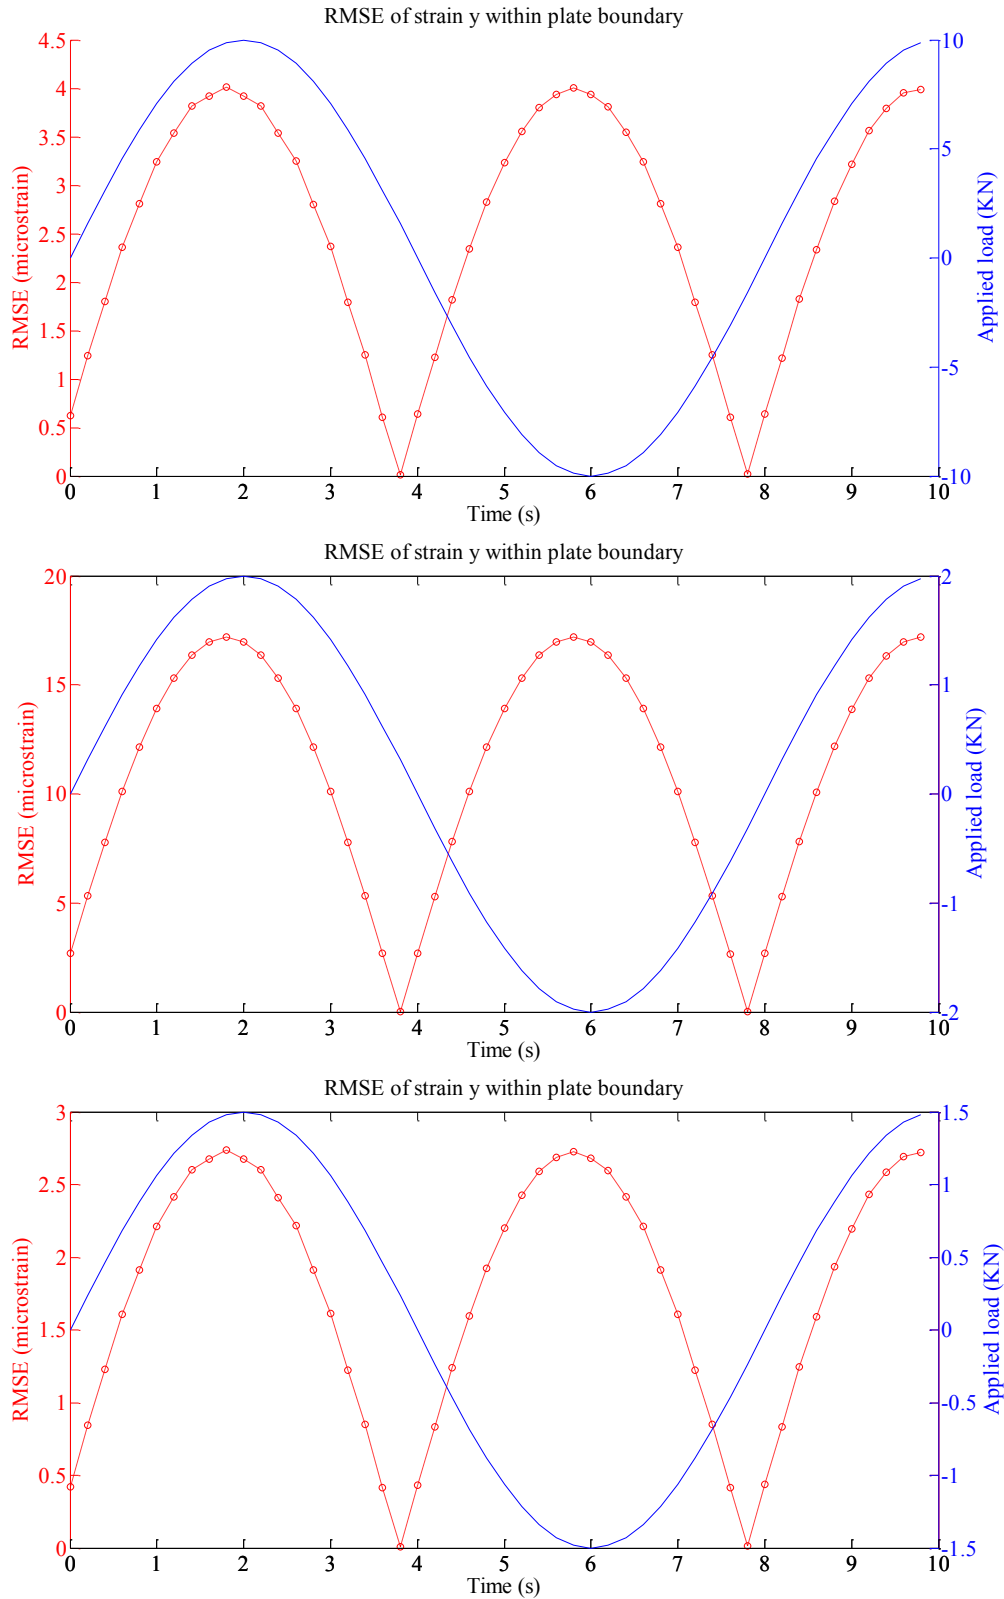 RMSE of strain y within plate boundary
4.5
4
3.5
3
2.5
2
1.5
1
0.5
0
RMSE (microstrain)
10
5
0
-5
-10
Applied load (KN)
0 1 2 3 4 5 6 7 8 9 10
Time (s)
RMSE of strain y within plate boundary
20
15
10
5
0
RMSE (microstrain)
2
1
0
-1
-2
Applied load (KN)
0 1 2 3 4 5 6 7 8 9 10
Time (s)
RMSE of strain y within plate boundary
3
2.5
2
1.5
1
0.5
0
RMSE (microstrain)
1.5
1
0.5
0
-0.5
-1
-1.5
Applied load (KN)
0 1 2 3 4 5 6 7 8 9 10
Time (s)